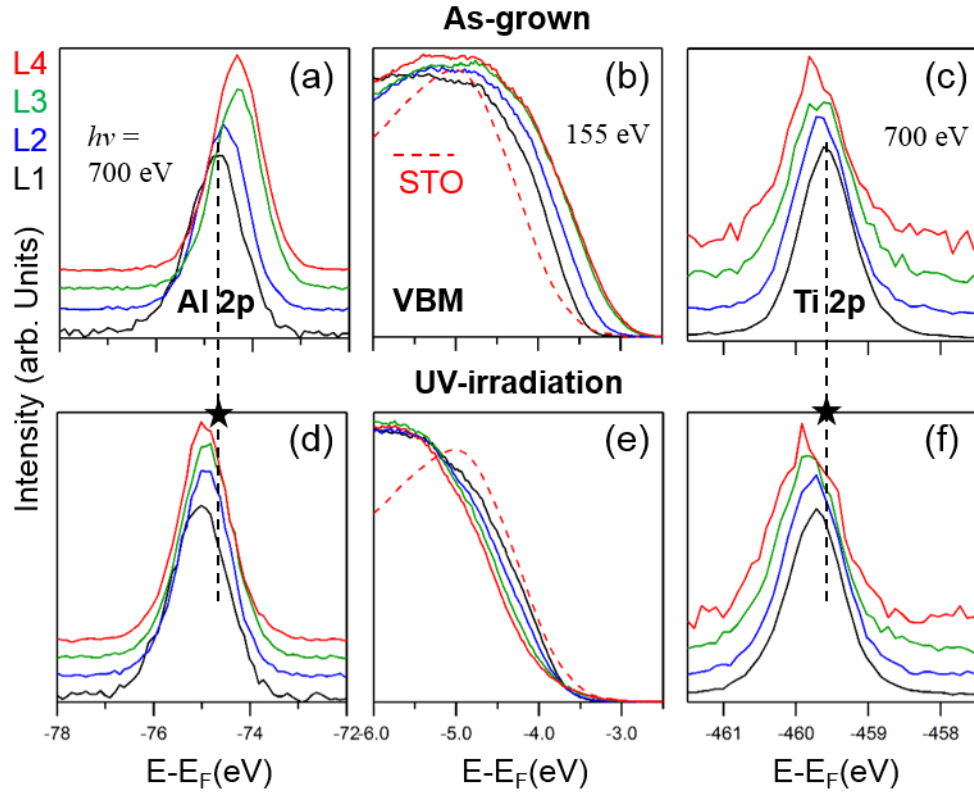 As-grown
L4
L3
L2
L1
hν =
700 eV
(a)
Al 2p
(b)
155 eV
STO
VBM
(c)
700 eV
Ti 2p
Intensity (arb. Units)
UV-irradiation
(d)
(e)
(f)
-78 -76 -74 -72
-6.0 -5.0 -4.0 -3.0
-461 -460 -459 -458
E-EF(eV) E-EF(eV) E-EF(eV)